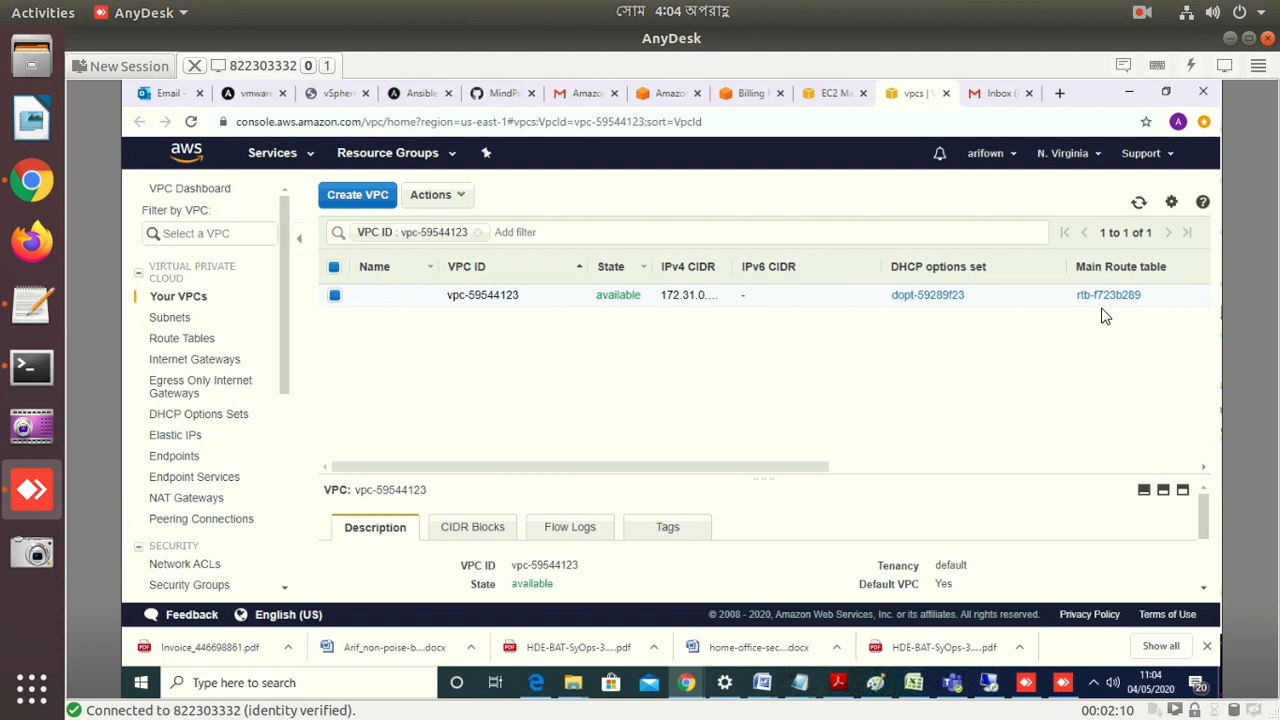 Activities AnyDesk সোম 4:04 অপরাহ্ণ
AnyDesk
New Session 822303332 0 1
Email - vmware vSphere Ansible MindPo Amazon Amazo Billing EC2 Ma vpcs | Inbox (
console.aws.amazon.com/vpc/home?region=us-east-1#vpcs:VpcId=vpc-59544123;sort=VpcId A
aws Services Resource Groups arifown N. Virginia Support
VPC Dashboard
Filter by VPC:
Select a VPC
VIRTUAL PRIVATE
CLOUD
Your VPCs
Subnets
Route Tables
Internet Gateways
Egress Only Internet
Gateways
DHCP Options Sets
Elastic IPs
Endpoints
Endpoint Services
NAT Gateways
Peering Connections
SECURITY
Network ACLs
Security Groups
Create VPC Actions
VPC ID : vpc-59544123 Add filter 1 to 1 of 1
Name VPC ID State IPv4 CIDR IPv6 CIDR DHCP options set Main Route table
vpc-59544123 available 172.31.0.... - dopt-59289f23 rtb-f723b289
VPC: vpc-59544123
Description CIDR Blocks Flow Logs Tags
VPC ID vpc-59544123 Tenancy default
State available Default VPC Yes
Feedback English (US) © 2008 - 2020, Amazon Web Services, Inc. or its affiliates. All rights reserved. Privacy Policy Terms of Use
Invoice_446698861.pdf Arif_non-poise-b....docx HDE-BAT-SyOps-3....pdf home-office-sec....docx HDE-BAT-SyOps-3....pdf Show all
Type here to search 11:04
04/05/2020 20
Connected to 822303332 (identity verified). 00:02:10